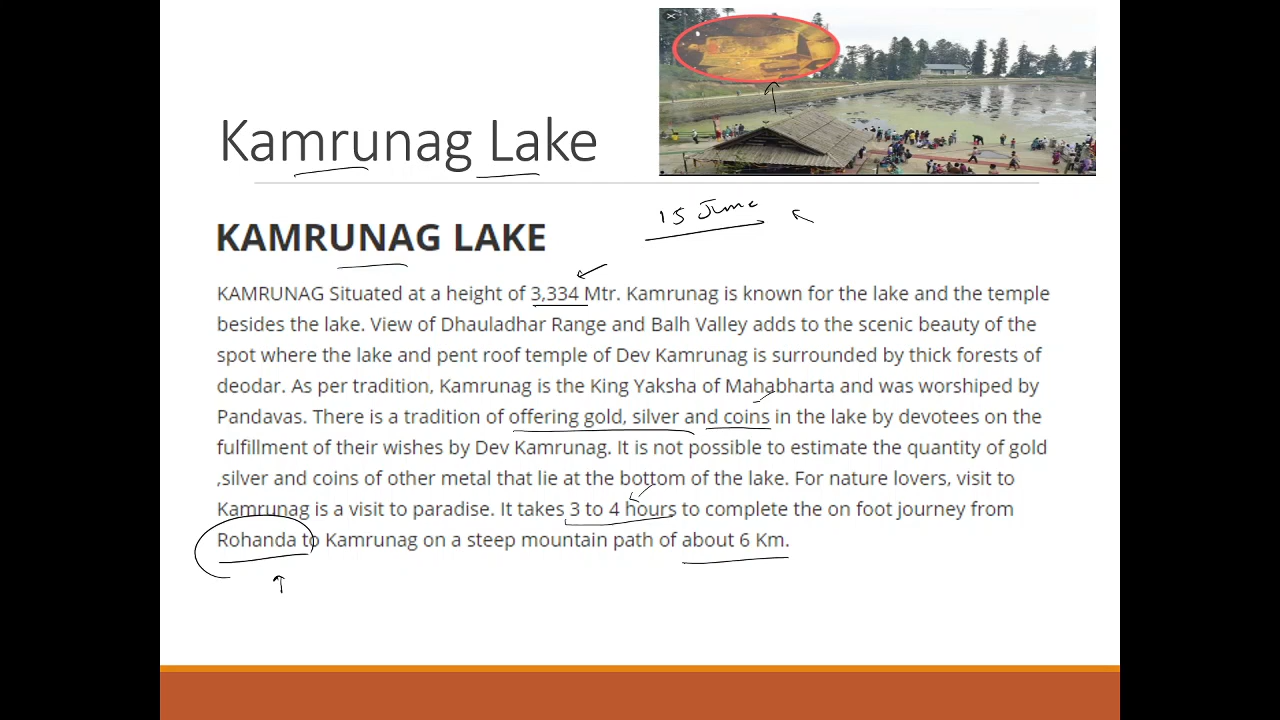 Kamrunag Lake
15 June
KAMRUNAG LAKE
KAMRUNAG Situated at a height of 3,334 Mtr. Kamrunag is known for the lake and the temple
besides the lake. View of Dhauladhar Range and Balh Valley adds to the scenic beauty of the
spot where the lake and pent roof temple of Dev Kamrunag is surrounded by thick forests of
deodar. As per tradition, Kamrunag is the King Yaksha of Mahabharta and was worshiped by
Pandavas. There is a tradition of offering gold, silver and coins in the lake by devotees on the
fulfillment of their wishes by Dev Kamrunag. It is not possible to estimate the quantity of gold
,silver and coins of other metal that lie at the bottom of the lake. For nature lovers, visit to
Kamrunag is a visit to paradise. It takes 3 to 4 hours to complete the on foot journey from
Rohanda to Kamrunag on a steep mountain path of about 6 Km.